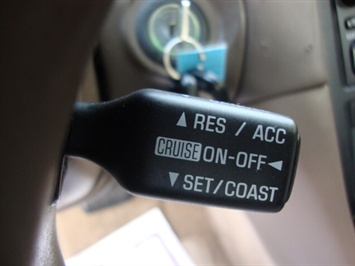 ▲ RES / ACC
CRUISE ON-OFF ◄
▼ SET/COAST